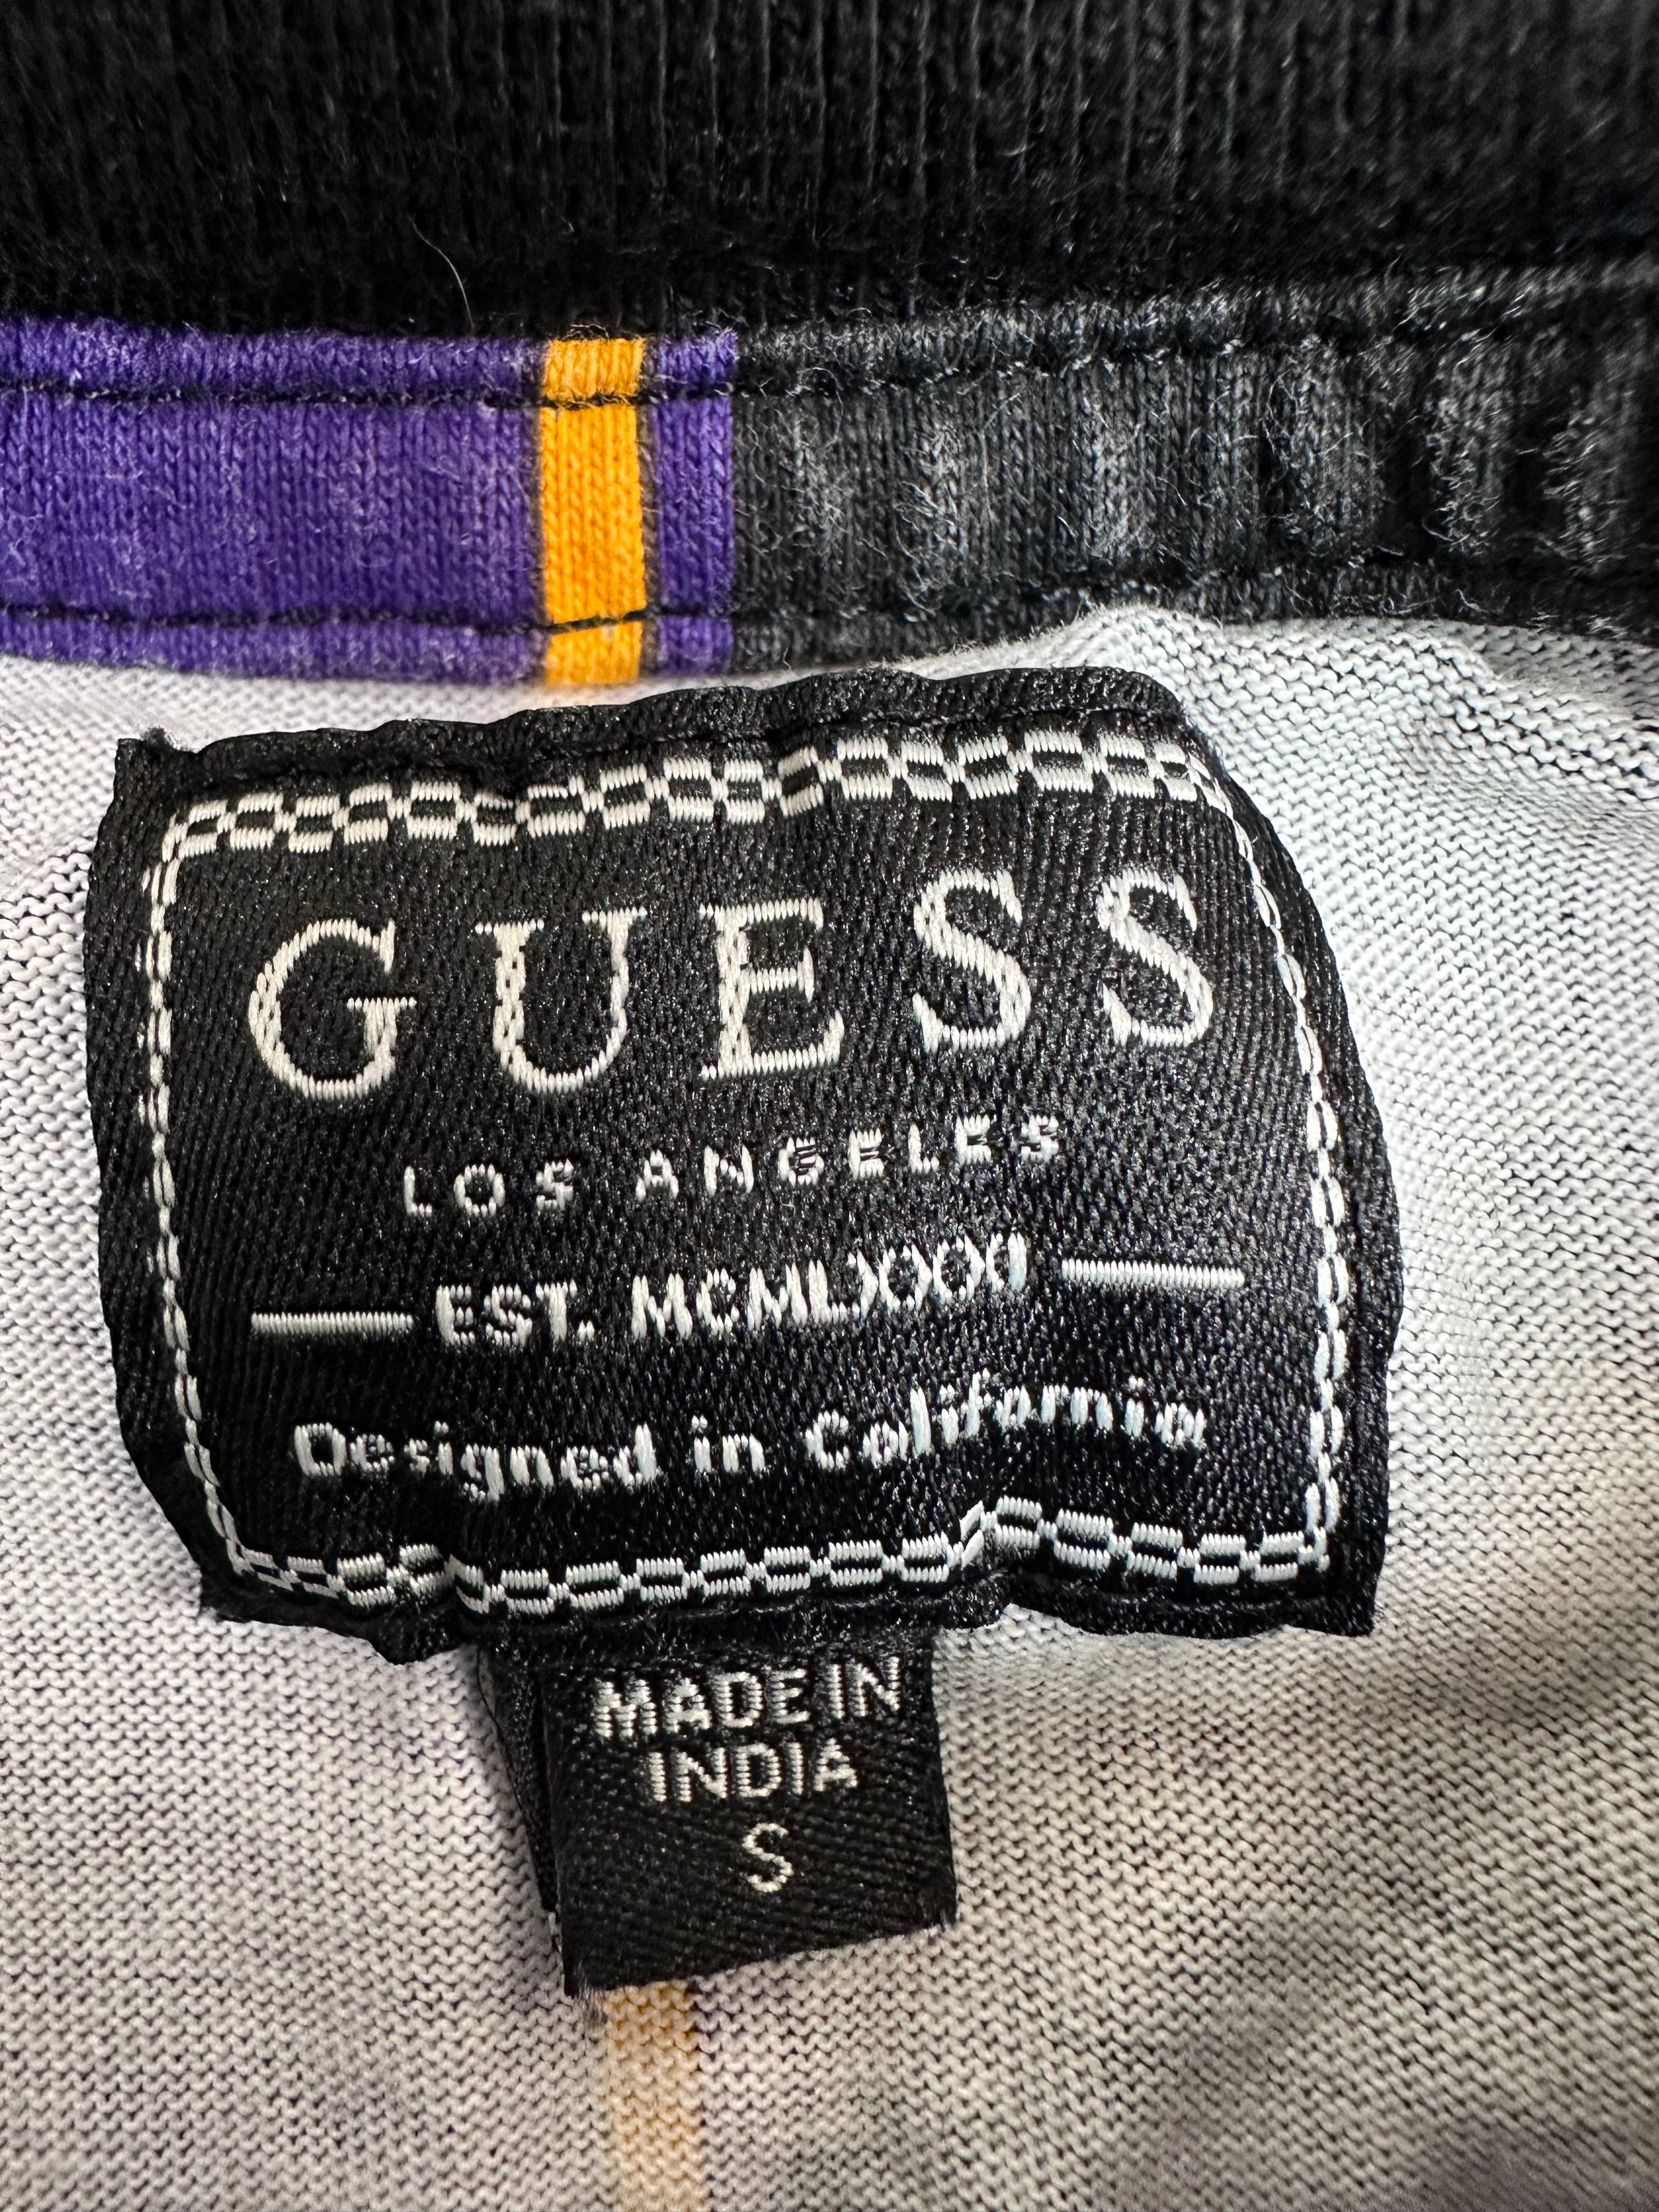 GUESS
LOS ANGELES
EST. MCMLXXXI
Designed in California
MADE IN
INDIA
S